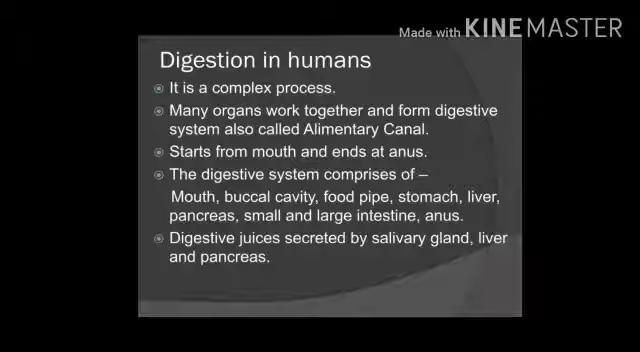 Made with KINEMASTER
Digestion in humans
It is a complex process.
Many organs work together and form digestive
system also called Alimentary Canal.
Starts from mouth and ends at anus.
The digestive system comprises of –
Mouth, buccal cavity, food pipe, stomach, liver,
pancreas, small and large intestine, anus.
Digestive juices secreted by salivary gland, liver
and pancreas.